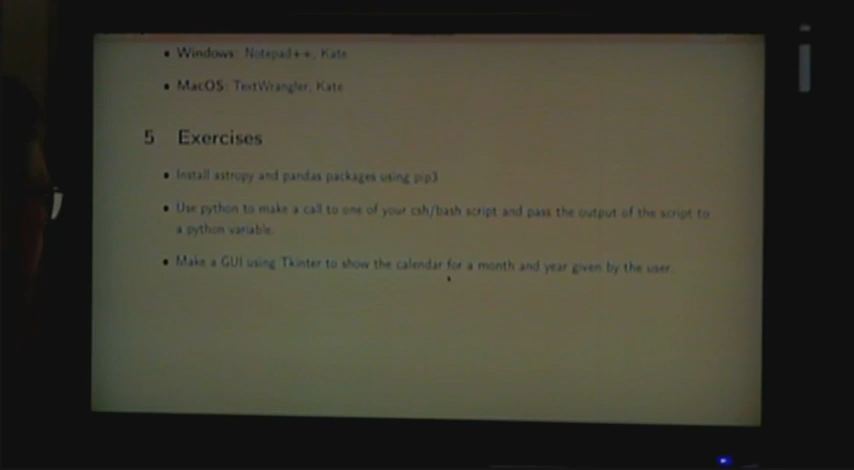 • Windows: Notepad++, Kate
• MacOS: TextWrangler, Kate
5 Exercises
• Install astropy and pandas packages using pip3
• Use python to make a call to one of your csh/bash script and pass the output of the script to
a python variable.
• Make a GUI using Tkinter to show the calendar for a month and year given by the user.